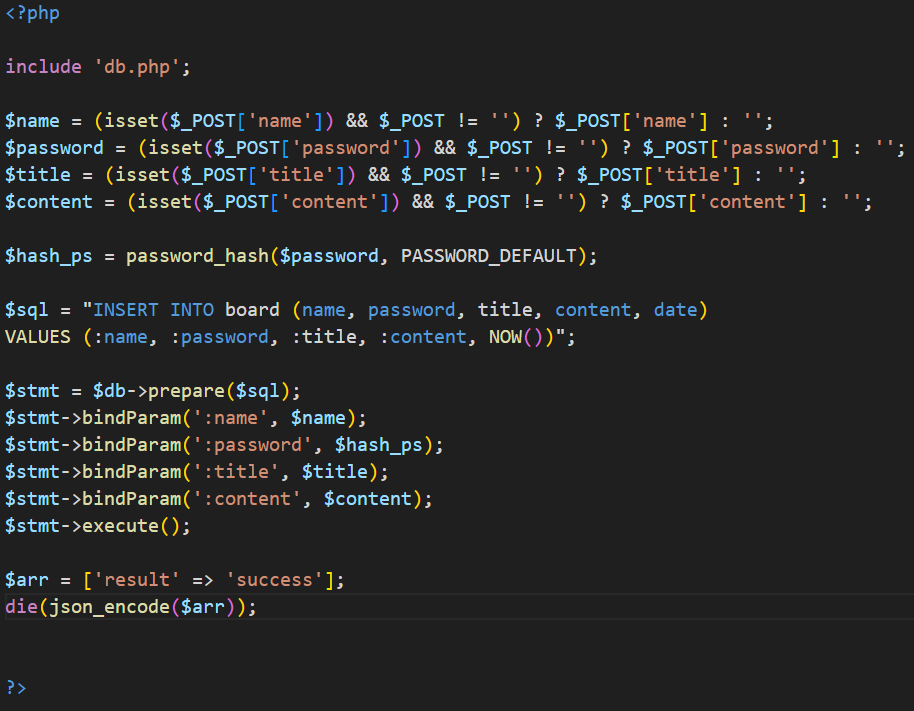 <?php
include 'db.php';
$name = (isset($_POST['name']) && $_POST != '') ? $_POST['name'] : '';
$password = (isset($_POST['password']) && $_POST != '') ? $_POST['password'] : '';
$title = (isset($_POST['title']) && $_POST != '') ? $_POST['title'] : '';
$content = (isset($_POST['content']) && $_POST != '') ? $_POST['content'] : '';
$hash_ps = password_hash($password, PASSWORD_DEFAULT);
$sql = "INSERT INTO board (name, password, title, content, date)
VALUES (:name, :password, :title, :content, NOW())";
$stmt = $db->prepare($sql);
$stmt->bindParam(':name', $name);
$stmt->bindParam(':password', $hash_ps);
$stmt->bindParam(':title', $title);
$stmt->bindParam(':content', $content);
$stmt->execute();
$arr = ['result' => 'success'];
die(json_encode($arr));
?>